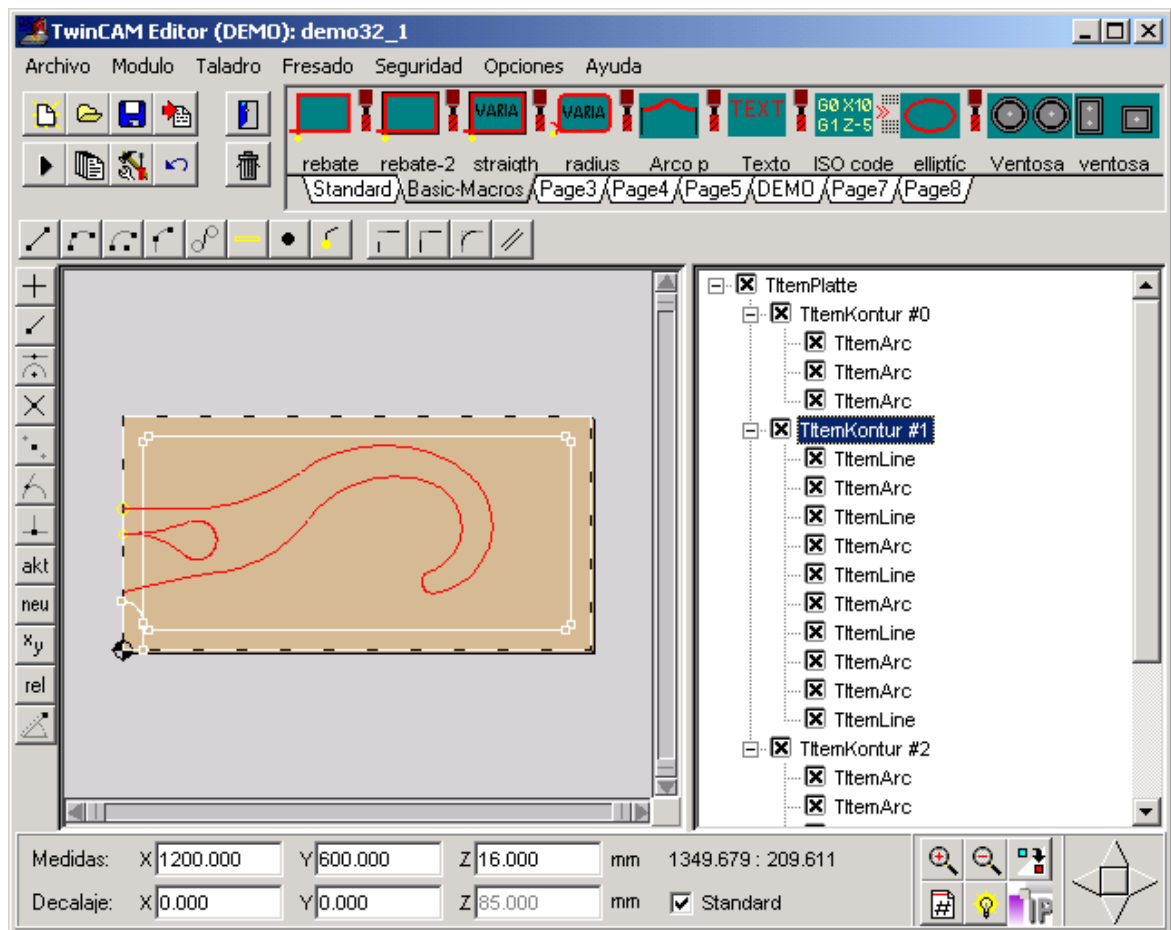 TwinCAM Editor (DEMO): demo32_1
Archivo Modulo Taladro Fresado Seguridad Opciones Ayuda
VARIA VARIA TEXT G0 X10
G1 Z-5
rebate rebate-2 straigth radius Arco p Texto ISO code elliptíc Ventosa ventosa
Standard Basic-Macros Page3 Page4 Page5 DEMO Page7 Page8
TItemPlatte
TItemKontur #0
TItemArc
TItemArc
TItemArc
TItemKontur #1
TItemLine
TItemArc
TItemLine
TItemArc
TItemLine
TItemArc
TItemLine
TItemArc
TItemArc
TItemLine
TItemKontur #2
TItemArc
TItemArc
akt
neu
xy
rel
Medidas: X 1200.000 Y 600.000 Z 16.000 mm 1349.679 : 209.611
Decalaje: X 0.000 Y 0.000 Z 85.000 mm Standard
# IP